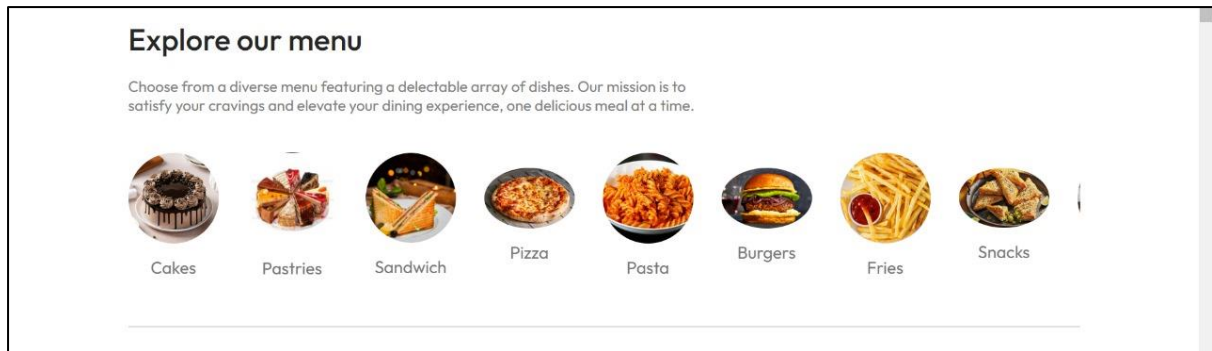 Explore our menu
Choose from a diverse menu featuring a delectable array of dishes. Our mission is to
satisfy your cravings and elevate your dining experience, one delicious meal at a time.
Cakes
Pastries
Sandwich
Pizza
Pasta
Burgers
Fries
Snacks